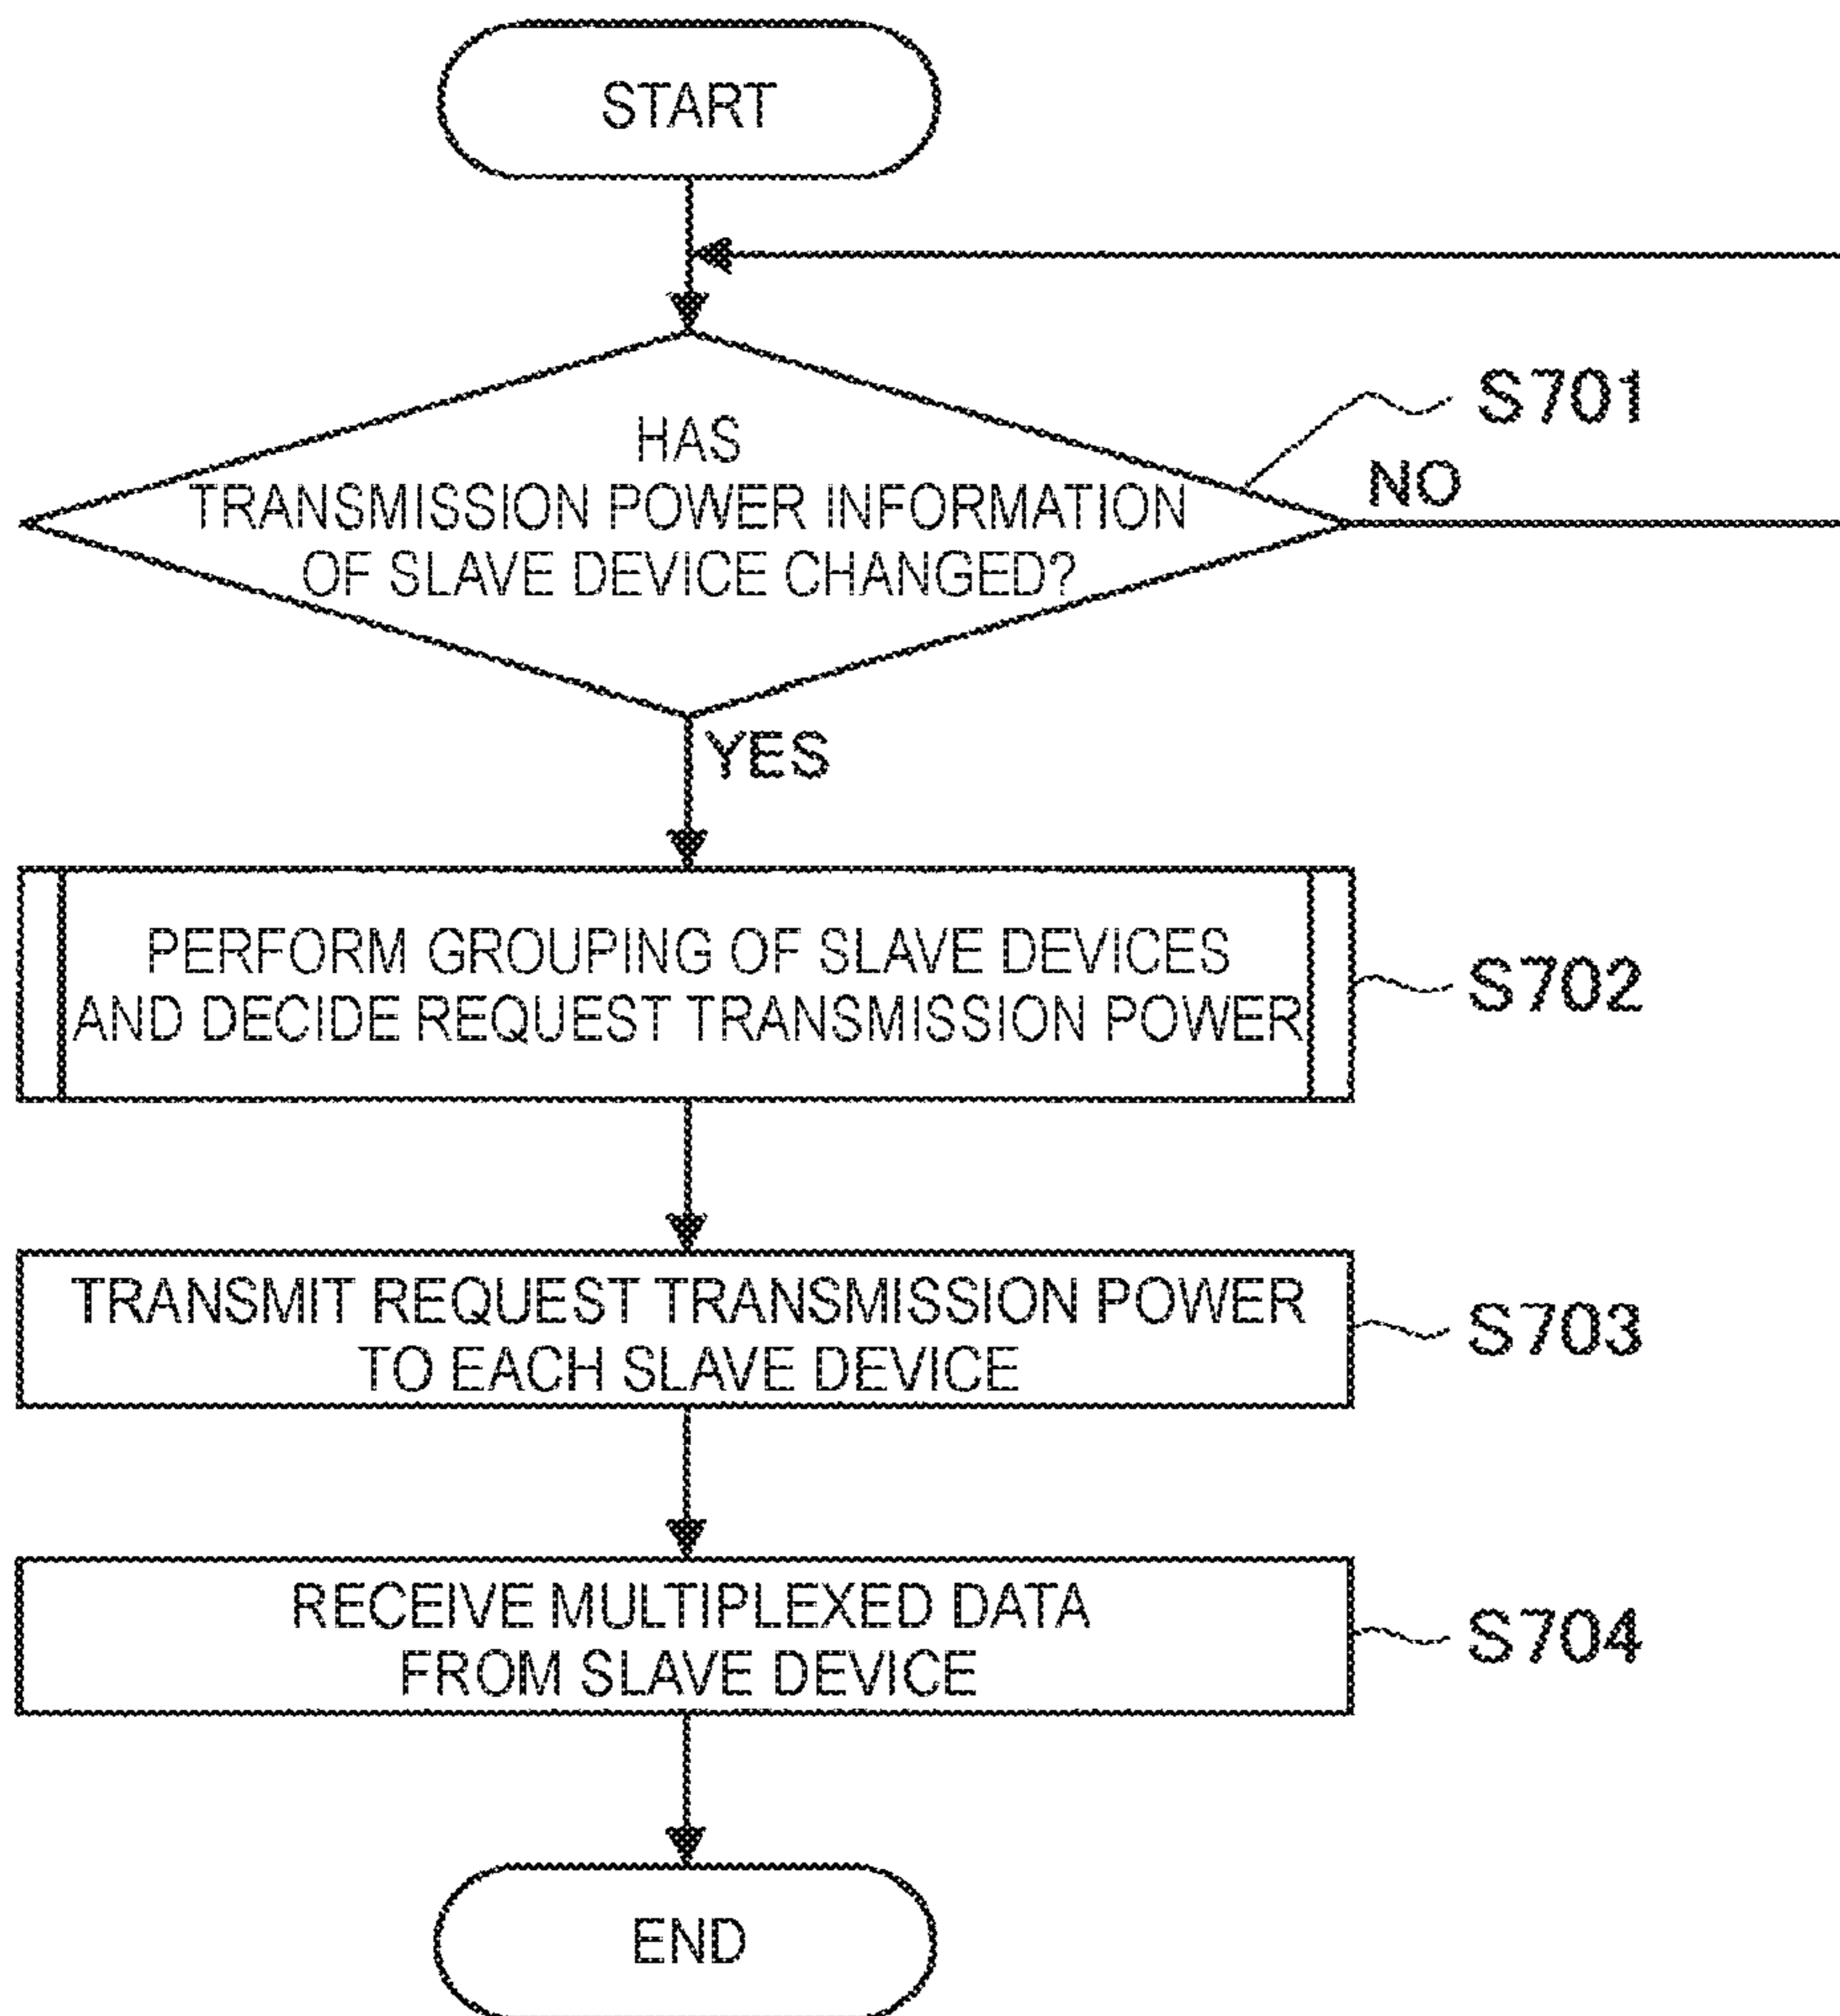 START
HAS
TRANSMISSION POWER INFORMATION
OF SLAVE DEVICE CHANGED?
S701
NO
YES
PERFORM GROUPING OF SLAVE DEVICES
AND DECIDE REQUEST TRANSMISSION POWER
S702
TRANSMIT REQUEST TRANSMISSION POWER
TO EACH SLAVE DEVICE
S703
RECEIVE MULTIPLEXED DATA
FROM SLAVE DEVICE
S704
END